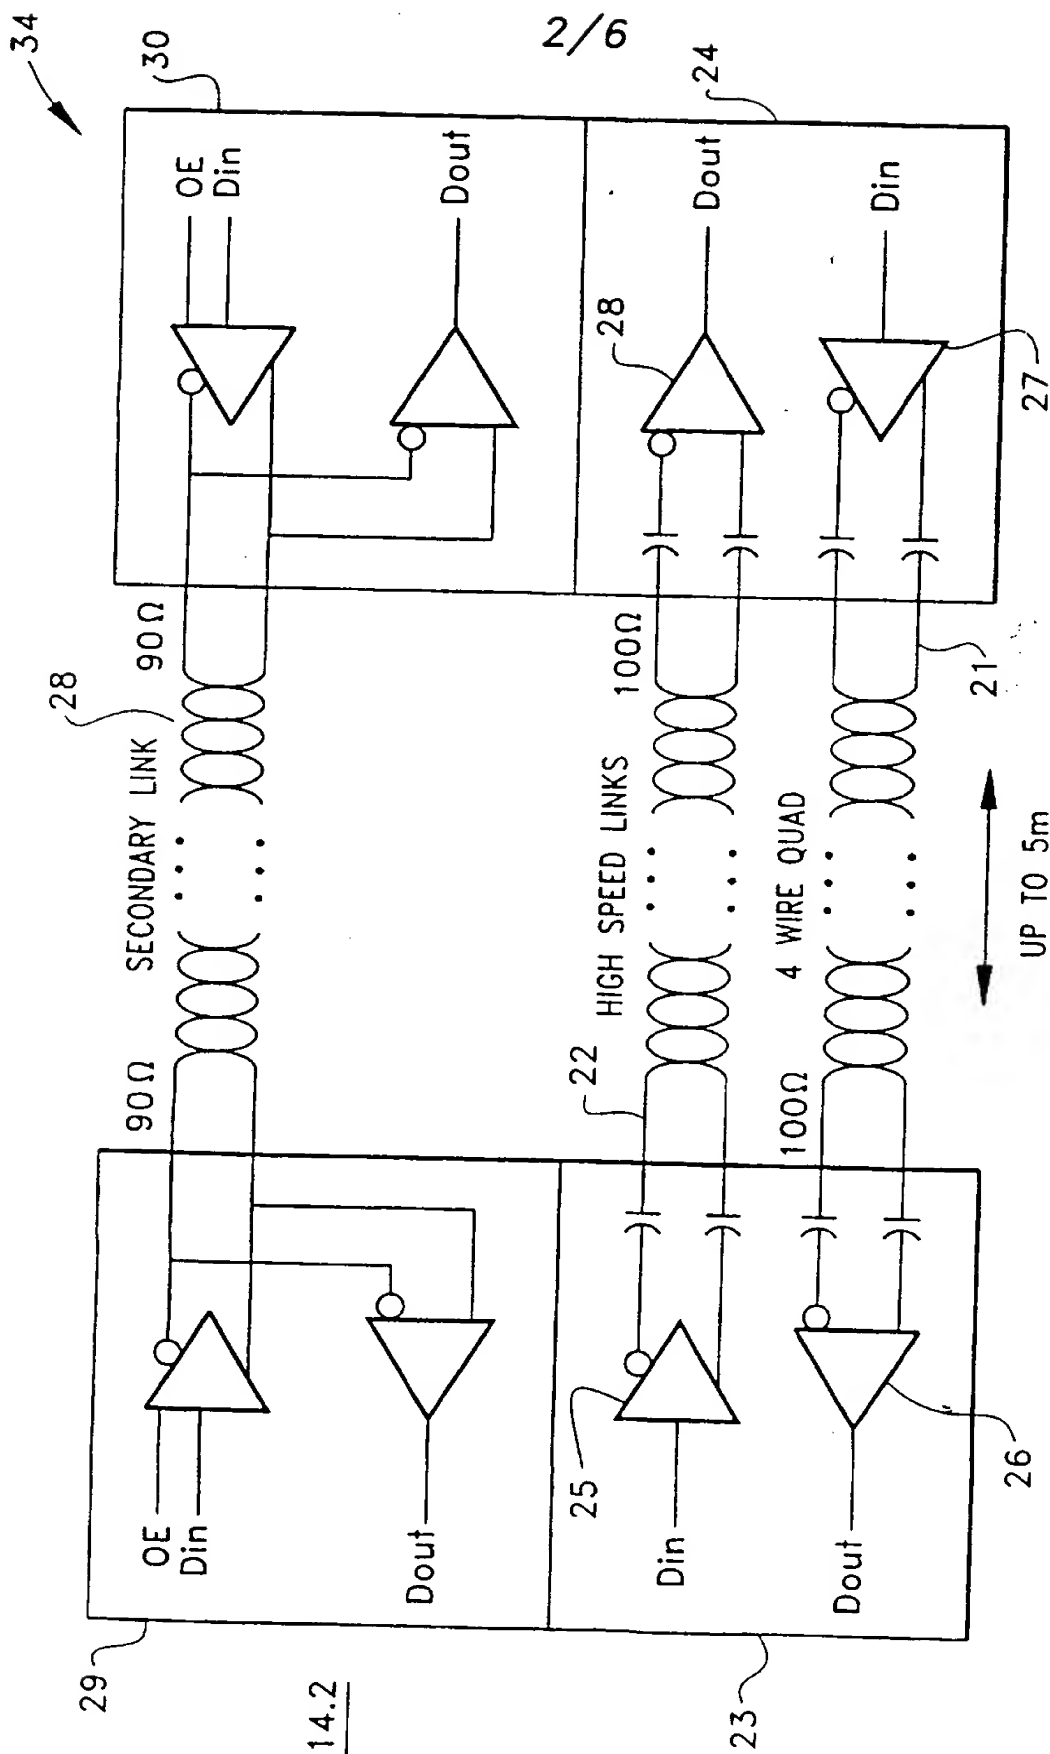 2/6
34
30
24
OE
Din
Dout
Dout
Din
28
27
90Ω
100Ω
21
28
SECONDARY LINK
HIGH SPEED LINKS
4 WIRE QUAD
UP TO 5m
90Ω
22
100Ω
OE
Din
Dout
25
Din
Dout
26
29
23
14.2